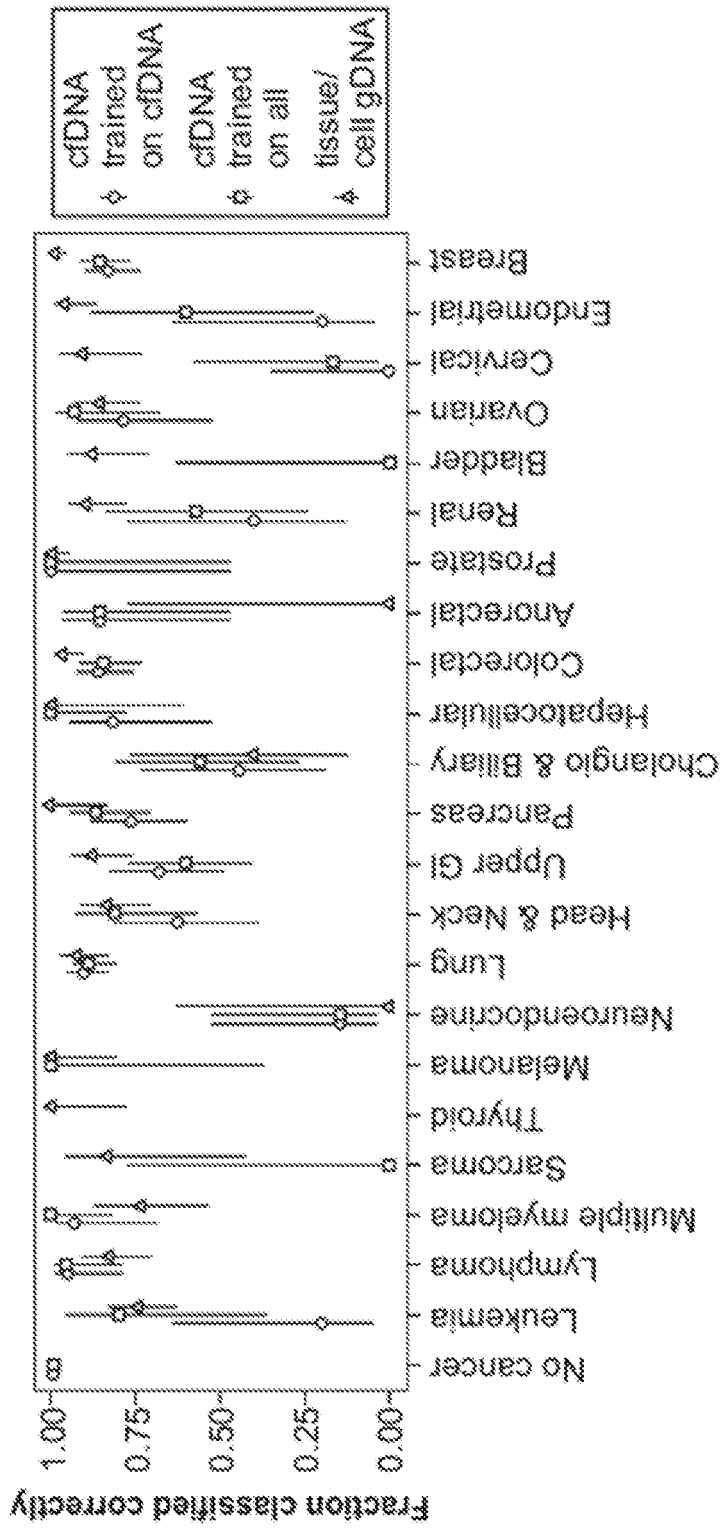 cfDNA
trained
on cfDNA
cfDNA
trained
on all
tissue/
cell gDNA
Fraction classified correctly
1.00
0.75
0.50
0.25
0.00
No cancer
Leukemia
Lymphoma
Multiple myeloma
Sarcoma
Thyroid
Melanoma
Neuroendocrine
Lung
Head & Neck
Upper GI
Pancreas
Cholangio & Biliary
Hepatocellular
Colorectal
Anorectal
Prostate
Renal
Bladder
Ovarian
Cervical
Endometrial
Breast